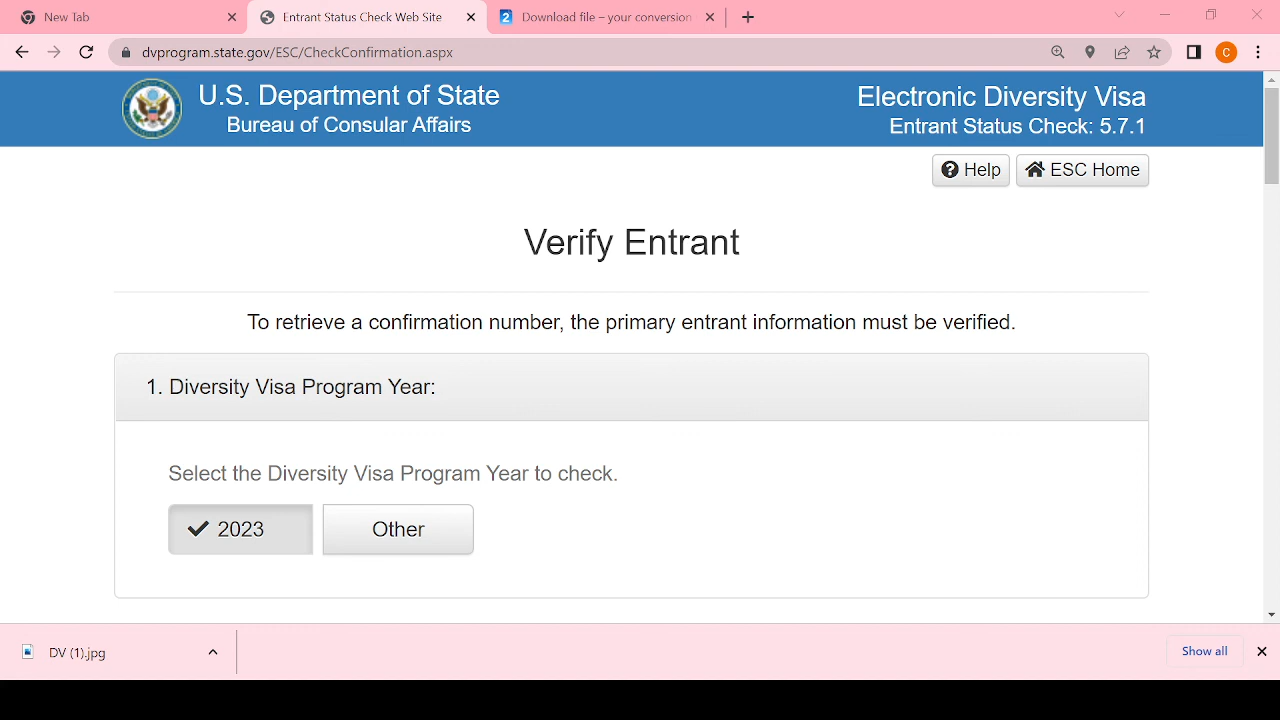 New Tab
Entrant Status Check Web Site
Download file – your conversion
dvprogram.state.gov/ESC/CheckConfirmation.aspx
C
U.S. Department of State
Bureau of Consular Affairs
Electronic Diversity Visa
Entrant Status Check: 5.7.1
Help
ESC Home
Verify Entrant
To retrieve a confirmation number, the primary entrant information must be verified.
1. Diversity Visa Program Year:
Select the Diversity Visa Program Year to check.
2023
Other
DV (1).jpg
Show all